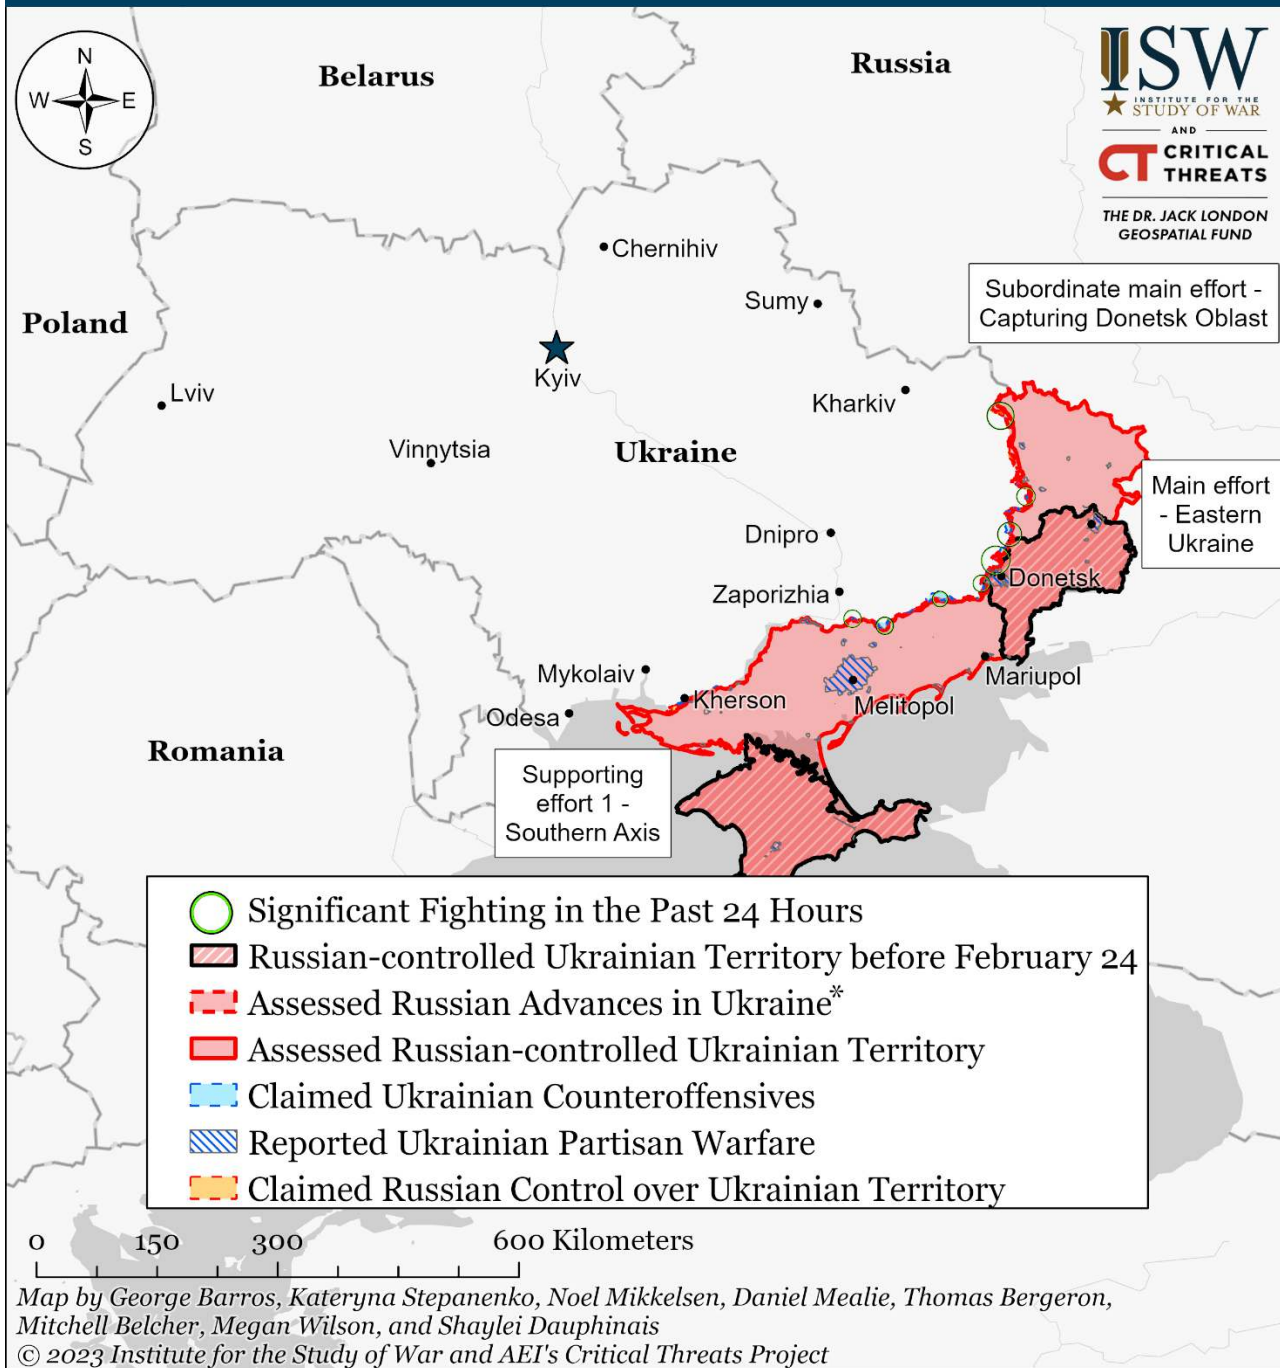 N
W
E
S
Belarus
Russia
ISW
INSTITUTE FOR THE
STUDY OF WAR
AND
CT CRITICAL
THREATS
THE DR. JACK LONDON
GEOSPATIAL FUND
Chernihiv
Sumy
Subordinate main effort -
Capturing Donetsk Oblast
Poland
Kyiv
Lviv
Kharkiv
Vinnytsia
Ukraine
Main effort
- Eastern
Ukraine
Dnipro
Donetsk
Zaporizhia
Mykolaiv
Mariupol
Kherson
Melitopol
Odesa
Romania
Supporting
effort 1 -
Southern Axis
Significant Fighting in the Past 24 Hours
Russian-controlled Ukrainian Territory before February 24
Assessed Russian Advances in Ukraine*
Assessed Russian-controlled Ukrainian Territory
Claimed Ukrainian Counteroffensives
Reported Ukrainian Partisan Warfare
Claimed Russian Control over Ukrainian Territory
0 150 300 600 Kilometers
Map by George Barros, Kateryna Stepanenko, Noel Mikkelsen, Daniel Mealie, Thomas Bergeron,
Mitchell Belcher, Megan Wilson, and Shaylei Dauphinais
© 2023 Institute for the Study of War and AEI's Critical Threats Project